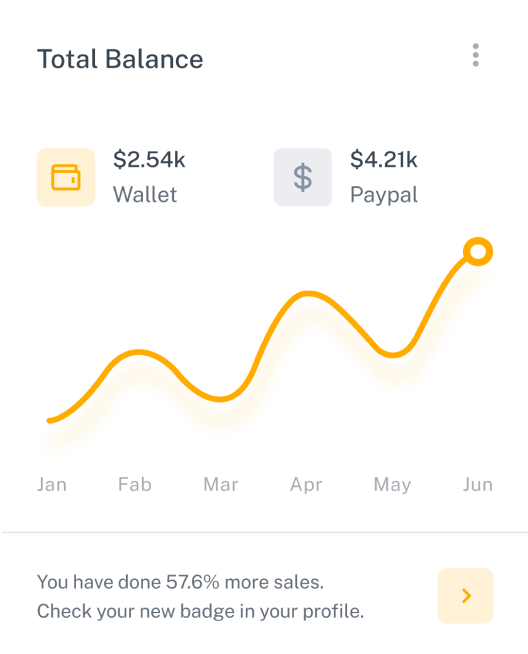 Total Balance
$2.54k
Wallet
$4.21k
Paypal
Jan Fab Mar Apr May Jun
You have done 57.6% more sales.
Check your new badge in your profile.